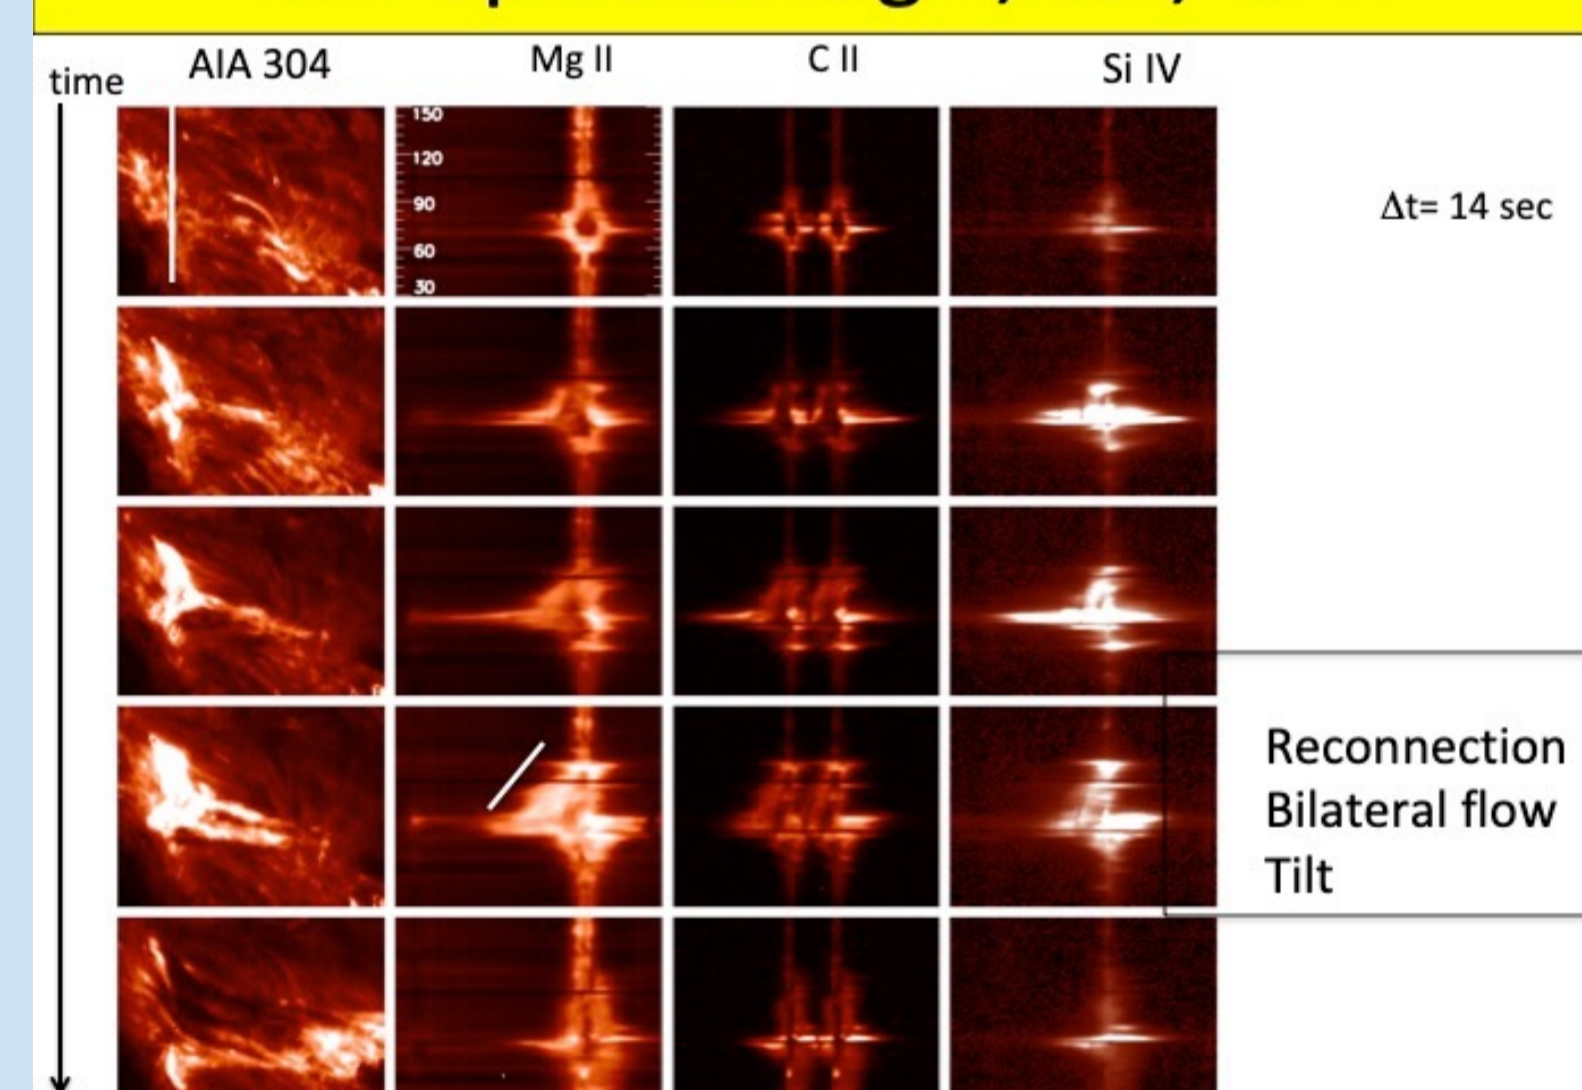 time
AIA 304
Mg II
C II
Si IV
150
120
90
60
30
Δt= 14 sec
Reconnection
Bilateral flow
Tilt